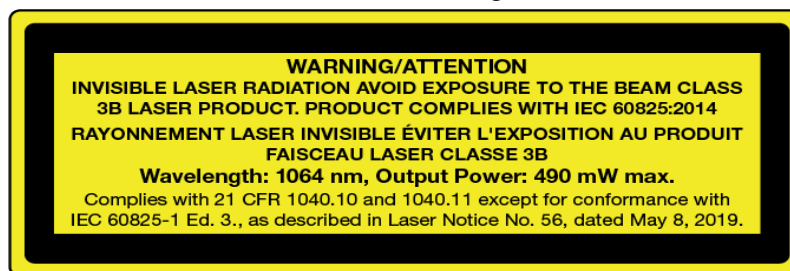 WARNING/ATTENTION
INVISIBLE LASER RADIATION AVOID EXPOSURE TO THE BEAM CLASS
3B LASER PRODUCT. PRODUCT COMPLIES WITH IEC 60825:2014
RAYONNEMENT LASER INVISIBLE ÉVITER L'EXPOSITION AU PRODUIT
FAISCEAU LASER CLASSE 3B
Wavelength: 1064 nm, Output Power: 490 mW max.
Complies with 21 CFR 1040.10 and 1040.11 except for conformance with
IEC 60825-1 Ed. 3., as described in Laser Notice No. 56, dated May 8, 2019.